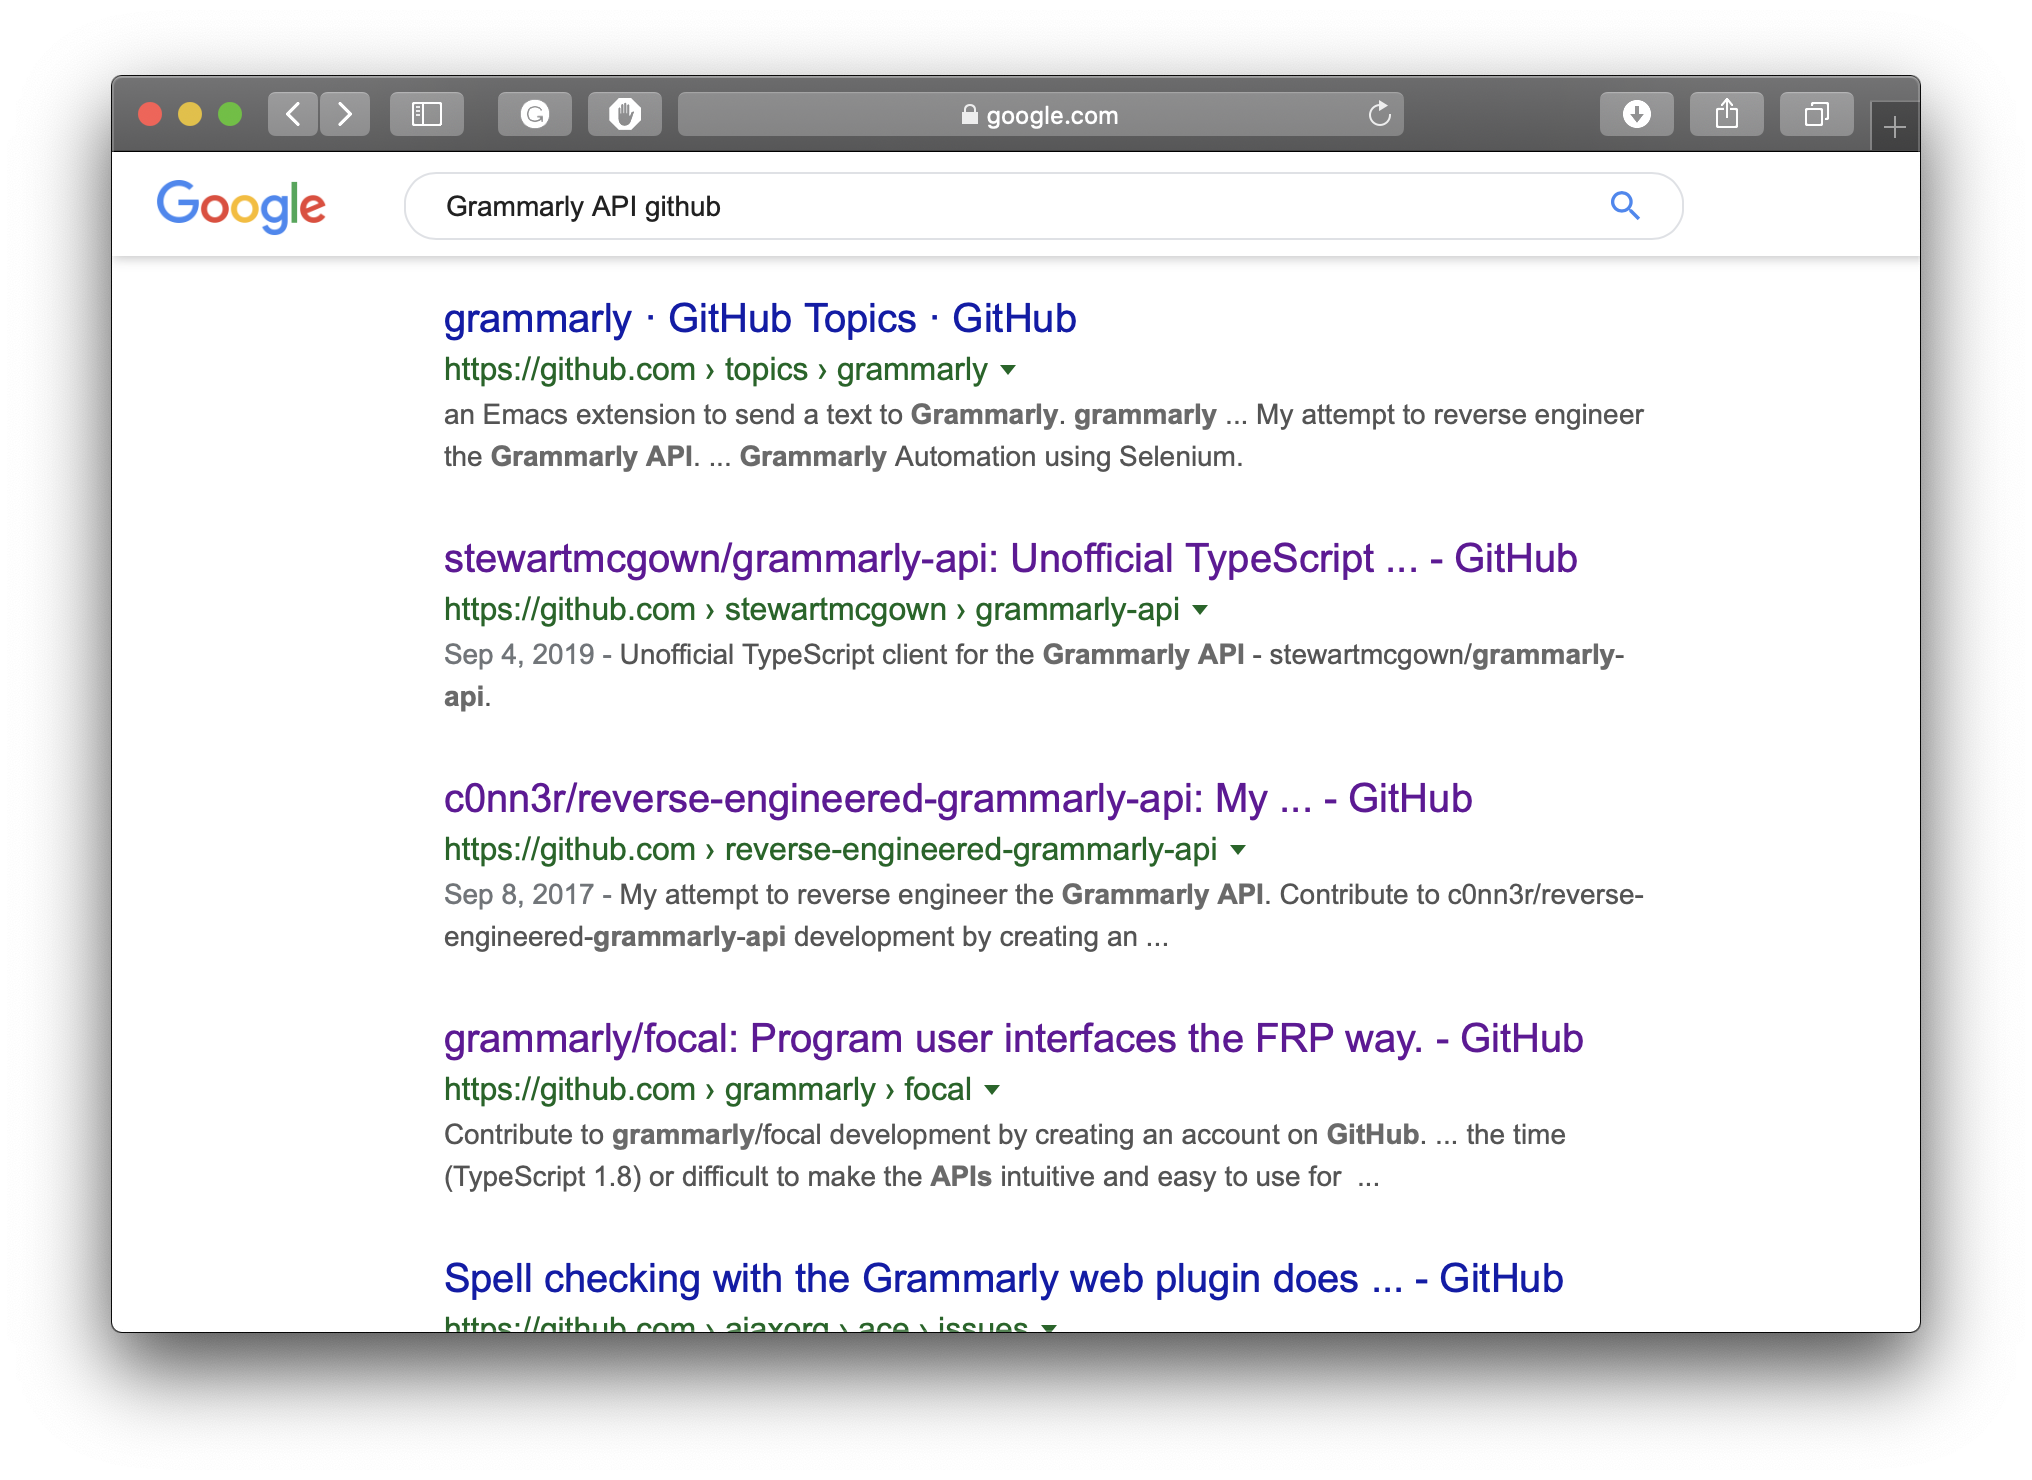 google.com
Google
Grammarly API github
grammarly · GitHub Topics · GitHub
https://github.com › topics › grammarly
an Emacs extension to send a text to Grammarly. grammarly ... My attempt to reverse engineer
the Grammarly API. ... Grammarly Automation using Selenium.
stewartmcgown/grammarly-api: Unofficial TypeScript ... - GitHub
https://github.com › stewartmcgown › grammarly-api
Sep 4, 2019 - Unofficial TypeScript client for the Grammarly API - stewartmcgown/grammarly-
api.
c0nn3r/reverse-engineered-grammarly-api: My ... - GitHub
https://github.com › reverse-engineered-grammarly-api
Sep 8, 2017 - My attempt to reverse engineer the Grammarly API. Contribute to c0nn3r/reverse-
engineered-grammarly-api development by creating an ...
grammarly/focal: Program user interfaces the FRP way. - GitHub
https://github.com › grammarly › focal
Contribute to grammarly/focal development by creating an account on GitHub. ... the time
(TypeScript 1.8) or difficult to make the APIs intuitive and easy to use for ...
Spell checking with the Grammarly web plugin does ... - GitHub
https://github.com › ajaxorg › ace › issues